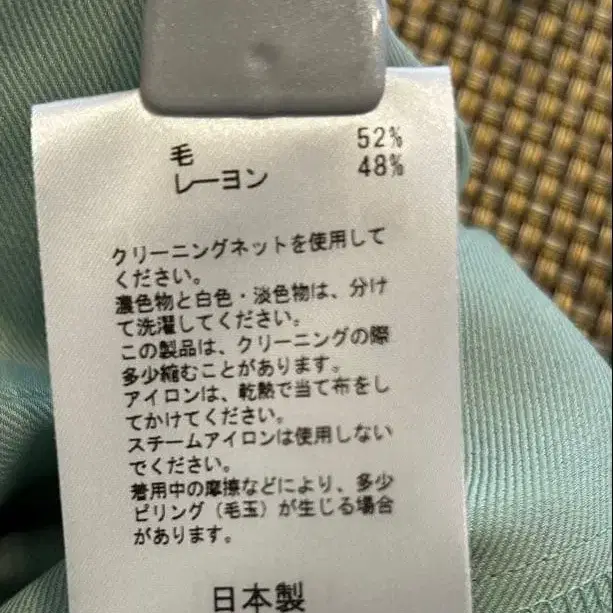 毛 52%
レーヨン 48%
クリーニングネットを使用して
ください。
濃色物と白色・淡色物は、分け
て洗濯してください。
この製品は、クリーニングの際
多少縮むことがあります。
アイロンは、乾熱で当て布をし
てかけてください。
スチームアイロンは使用しない
でください。
着用中の摩擦などにより、多少
ピリング（毛玉）が生じる場合
があります。
日本製